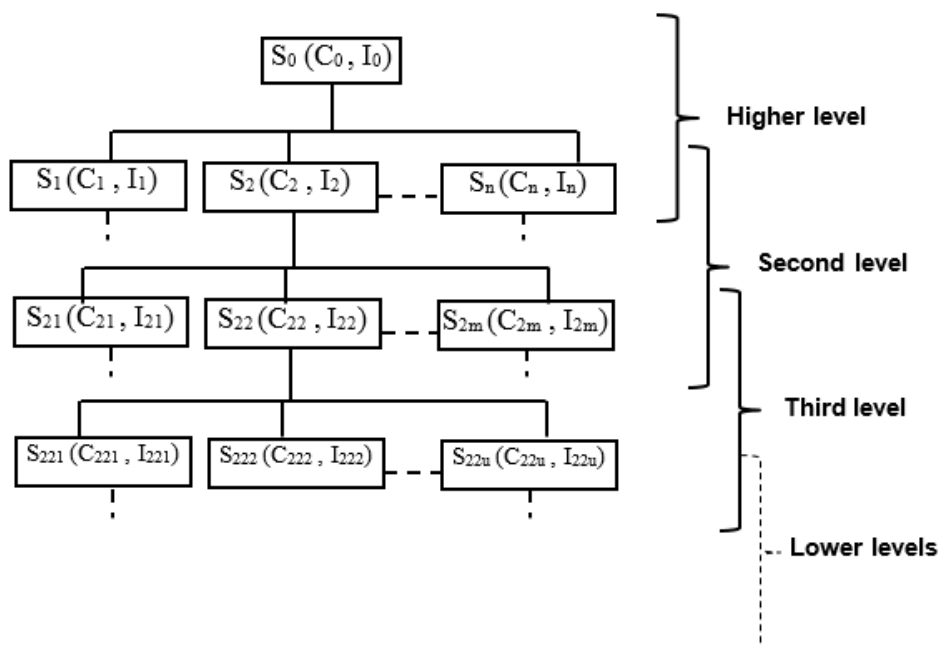 S₀ (C₀ , I₀)
Higher level
S₁ (C₁ , I₁)
S₂ (C₂ , I₂)
Sₙ (Cₙ , Iₙ)
Second level
S₂₁ (C₂₁ , I₂₁)
S₂₂ (C₂₂ , I₂₂)
S₂ₘ (C₂ₘ , I₂ₘ)
Third level
S₂₂₁ (C₂₂₁ , I₂₂₁)
S₂₂₂ (C₂₂₂ , I₂₂₂)
S₂₂ᵤ (C₂₂ᵤ , I₂₂ᵤ)
Lower levels